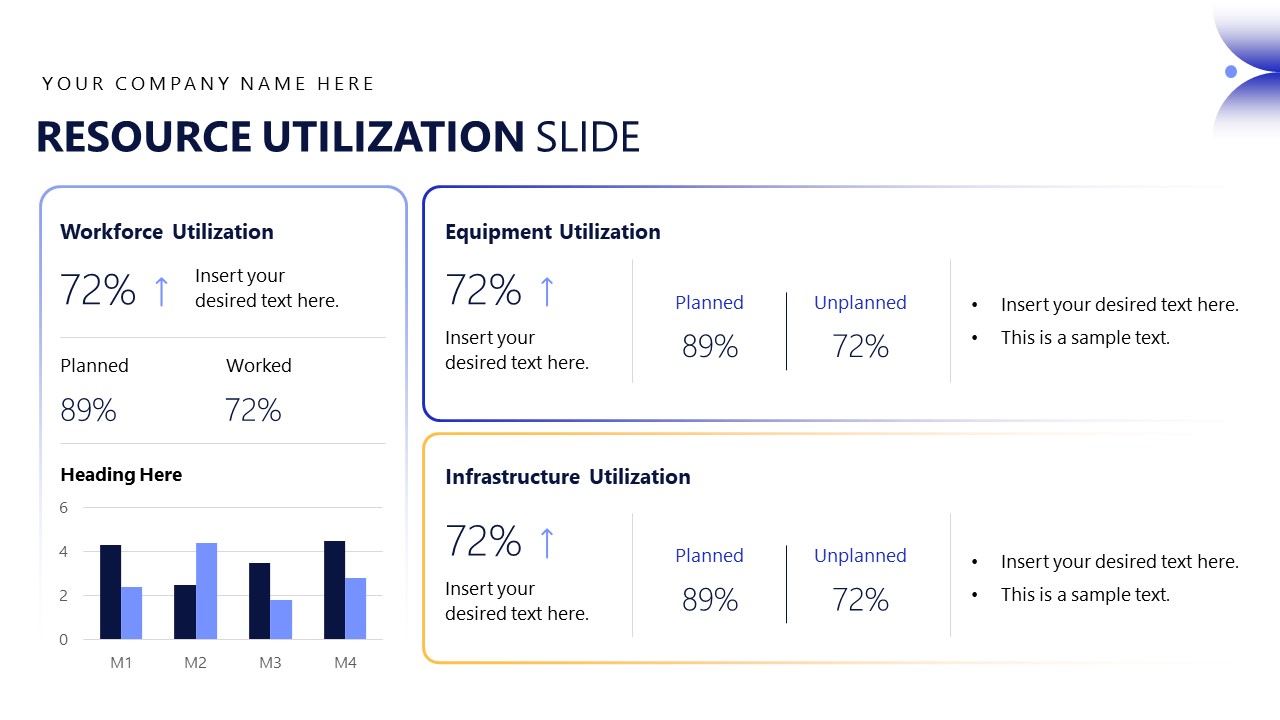 YOUR COMPANY NAME HERE
RESOURCE UTILIZATION SLIDE
Workforce Utilization
72% ↑
Insert your
desired text here.
Planned
Worked
89%
72%
Heading Here
6
4
2
0
M1
M2
M3
M4
Equipment Utilization
72% ↑
Insert your
desired text here.
Planned
89%
Unplanned
72%
• Insert your desired text here.
• This is a sample text.
Infrastructure Utilization
72% ↑
Insert your
desired text here.
Planned
89%
Unplanned
72%
• Insert your desired text here.
• This is a sample text.